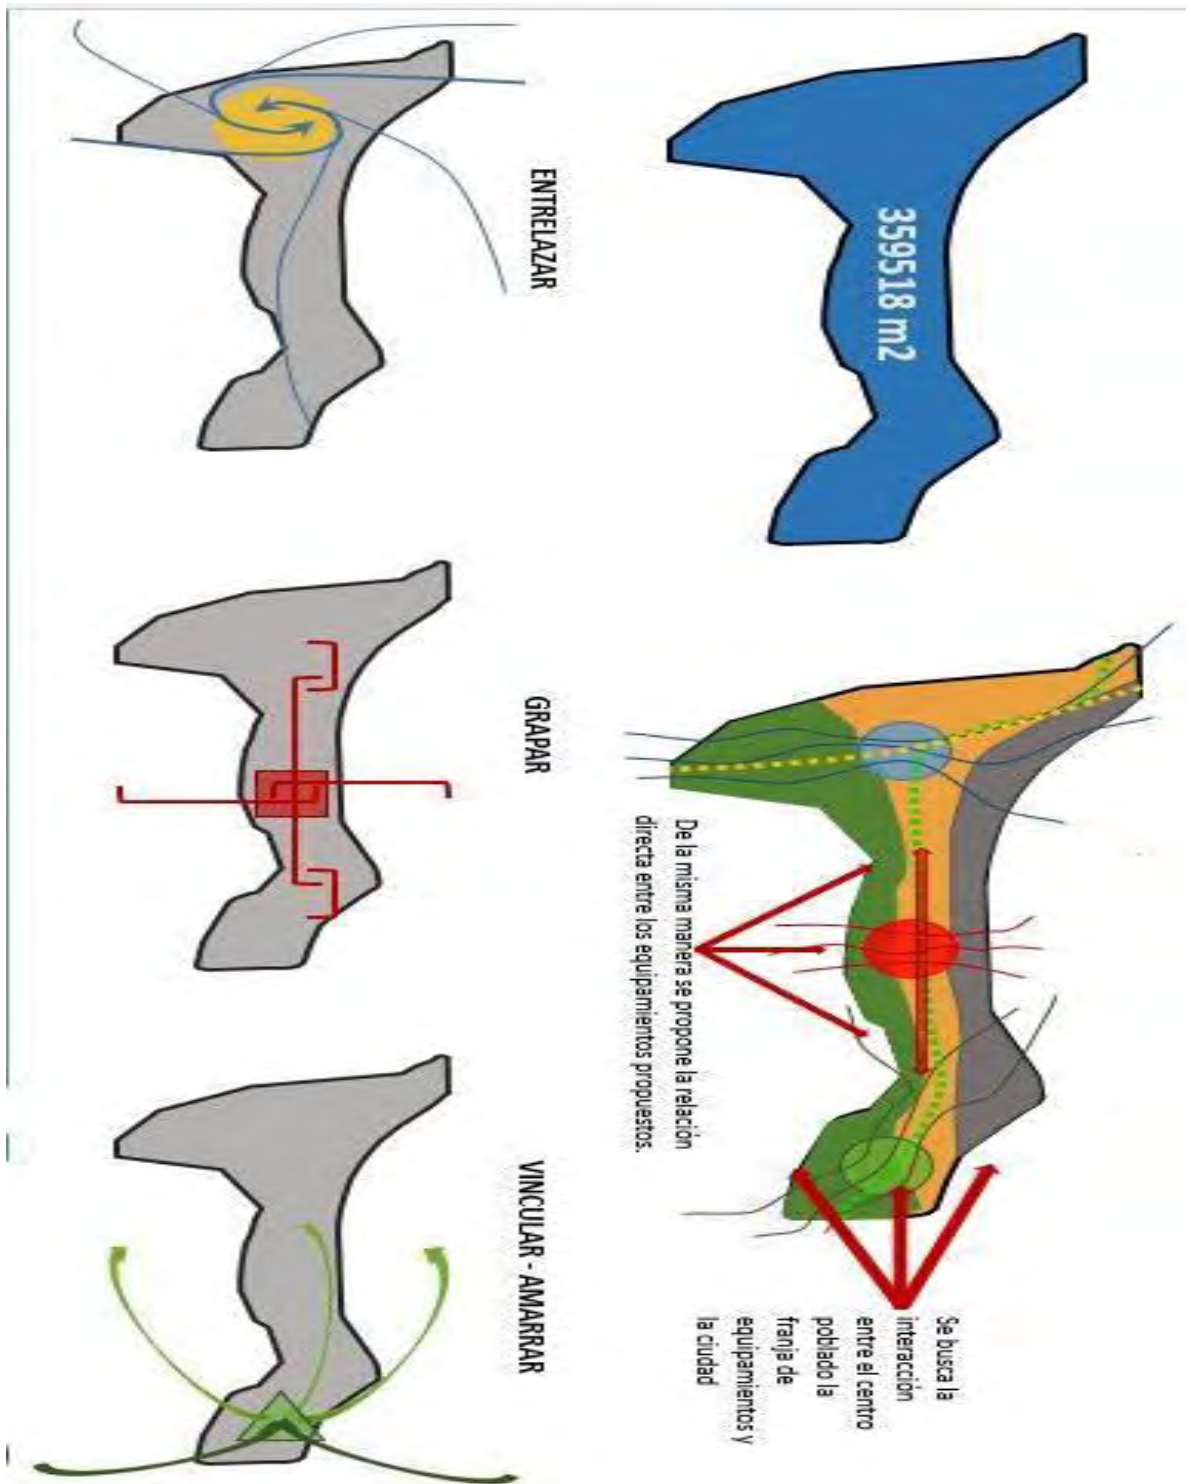 359518 m2
Se busca la
interacción
entre el centro
poblado la
franja de
equipamientos y
la ciudad
De la misma manera se propone la relación
directa entre los equipamientos propuestos.
ENTRELAZAR
GRAPAR
VINCULAR - AMARRAR